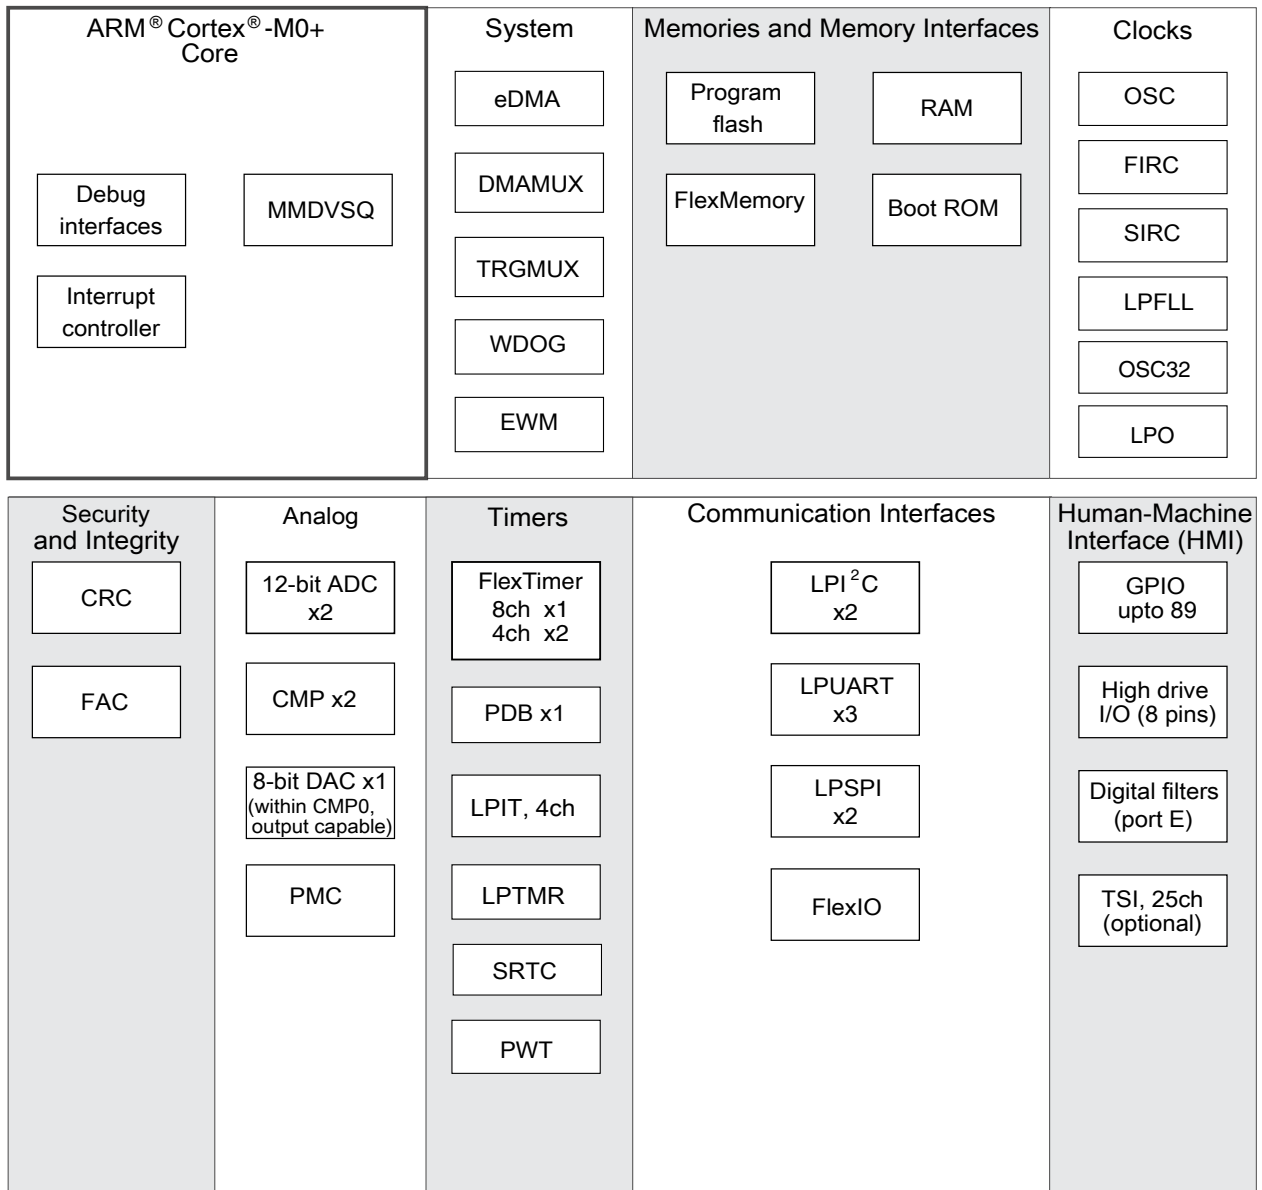 ARM® Cortex®-M0+
Core
Debug
interfaces
MMDVSQ
Interrupt
controller
System
eDMA
DMAMUX
TRGMUX
WDOG
EWM
Memories and Memory Interfaces
Program
flash
RAM
FlexMemory
Boot ROM
Clocks
OSC
FIRC
SIRC
LPFLL
OSC32
LPO
Security
and Integrity
CRC
FAC
Analog
12-bit ADC
x2
CMP x2
8-bit DAC x1
(within CMP0,
output capable)
PMC
Timers
FlexTimer
8ch x1
4ch x2
PDB x1
LPIT, 4ch
LPTMR
SRTC
PWT
Communication Interfaces
LPI²C
x2
LPUART
x3
LPSPI
x2
FlexIO
Human-Machine
Interface (HMI)
GPIO
upto 89
High drive
I/O (8 pins)
Digital filters
(port E)
TSI, 25ch
(optional)